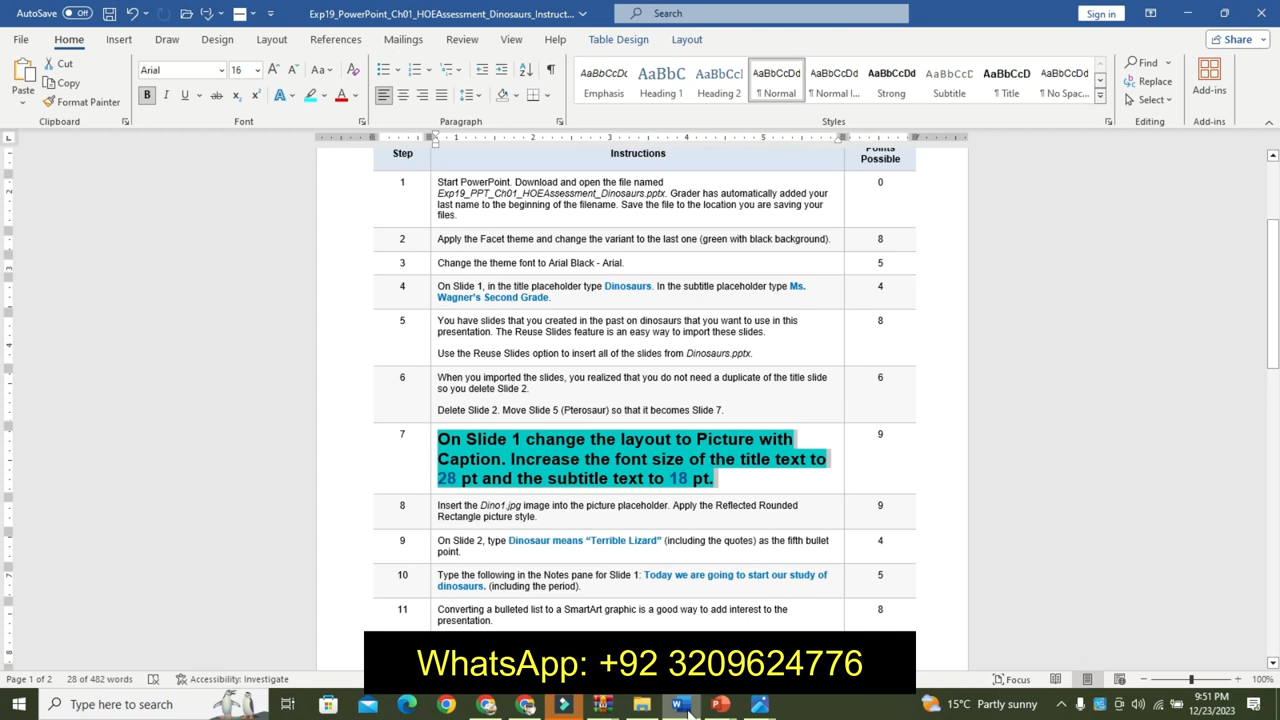 Exp19_PPT_Ch01_HOEAssessment_Dinosaurs_I...
Search
Sign in
File
Home
Insert
Draw
Design
Layout
References
Mailings
Review
View
Help
Table Design
Layout
Share
Paste
Cut
Copy
Format Painter
Clipboard
Arial
16
Aa
B I U ab x₂ x²
Font
Paragraph
AaBbCcDc
Emphasis
AaBbC
Heading 1
AaBbCcI
Heading 2
AaBbCcDd
¶ Normal
AaBbCcDd
¶ Normal I...
AaBbCcDd
Strong
AaBbCcD
Subtitle
AaBbCcD
¶ Title
AaBbCcDd
¶ No Spac...
Styles
Find
Replace
Select
Editing
Add-ins
Add-ins
Step
Instructions
Points
Possible
1
Start PowerPoint. Download and open the file named
Exp19_PPT_Ch01_HOEAssessment_Dinosaurs.pptx. Grader has automatically added your
last name to the beginning of the filename. Save the file to the location you are saving your
files.
0
2
Apply the Facet theme and change the variant to the last one (green with black background).
8
3
Change the theme font to Arial Black - Arial.
5
4
On Slide 1, in the title placeholder type Dinosaurs. In the subtitle placeholder type Ms.
Wagner's Second Grade.
4
5
You have slides that you created in the past on dinosaurs that you want to use in this
presentation. The Reuse Slides feature is an easy way to import these slides.
Use the Reuse Slides option to insert all of the slides from Dinosaurs.pptx.
8
6
When you imported the slides, you realized that you do not need a duplicate of the title slide
so you delete Slide 2.
Delete Slide 2. Move Slide 5 (Pterosaur) so that it becomes Slide 7.
6
7
On Slide 1 change the layout to Picture with
Caption. Increase the font size of the title text to
28 pt and the subtitle text to 18 pt.
9
8
Insert the Dino1.jpg image into the picture placeholder. Apply the Reflected Rounded
Rectangle picture style.
9
9
On Slide 2, type Dinosaur means “Terrible Lizard” (including the quotes) as the fifth bullet
point.
4
10
Type the following in the Notes pane for Slide 1: Today we are going to start our study of
dinosaurs. (including the period).
5
11
Converting a bulleted list to a SmartArt graphic is a good way to add interest to the
presentation.
8
WhatsApp: +92 3209624776
Page 1 of 2
28 of 482 words
Accessibility: Investigate
Focus
100%
Type here to search
15°C Partly sunny
9:51 PM
12/23/2023